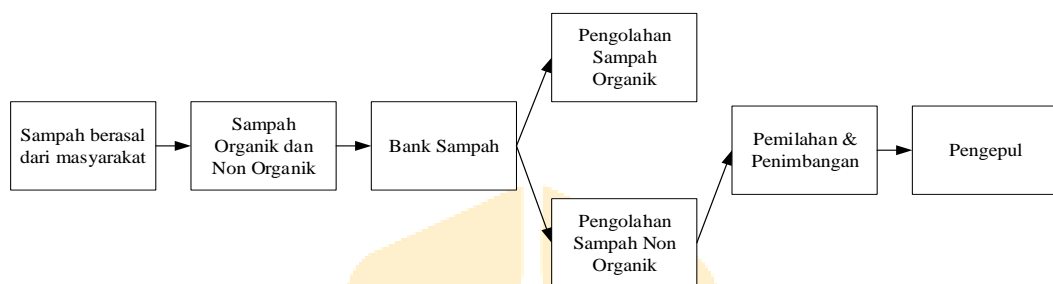 Sampah berasal
dari masyarakat
Sampah
Organik dan
Non Organik
Bank Sampah
Pengolahan
Sampah
Organik
Pengolahan
Sampah Non
Organik
Pemilahan &
Penimbangan
Pengepul